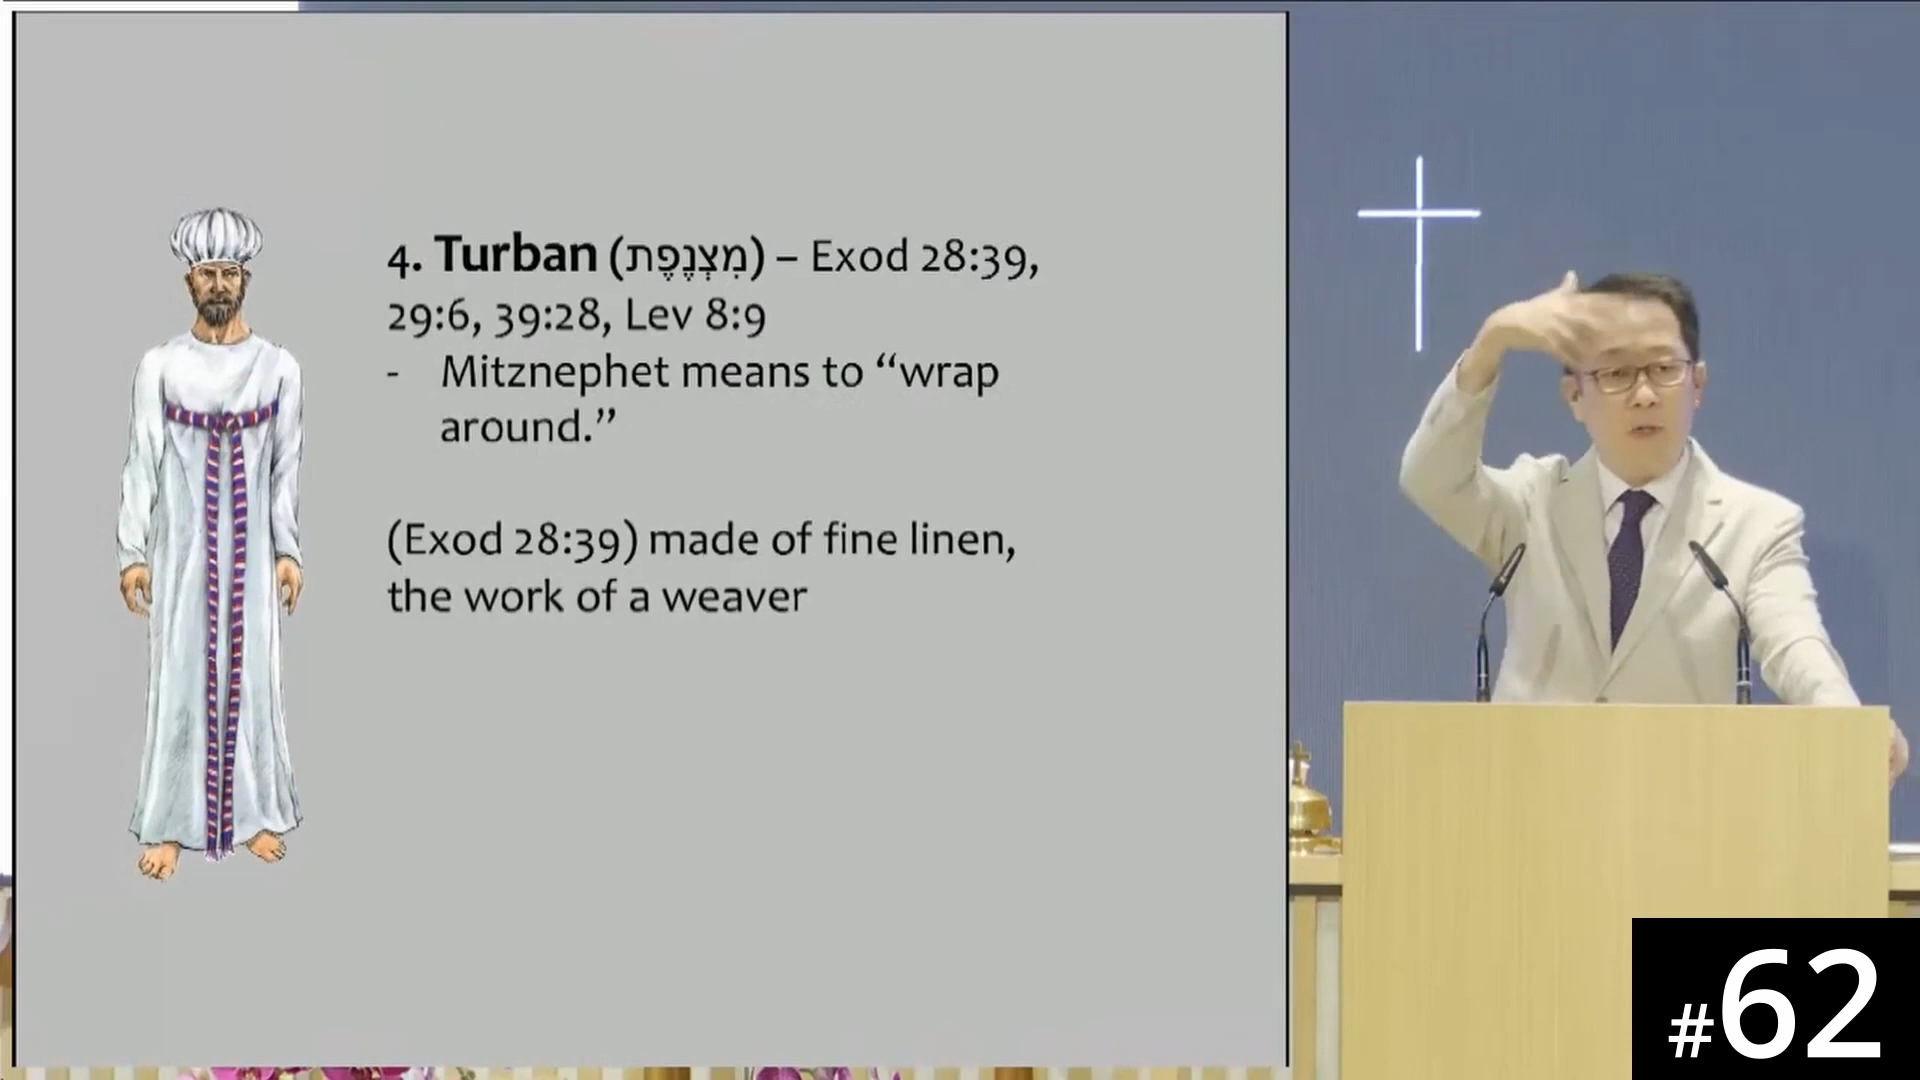 4. Turban (מִצְנֶפֶת) – Exod 28:39,
29:6, 39:28, Lev 8:9
- Mitznephet means to “wrap
around.”
(Exod 28:39) made of fine linen,
the work of a weaver
#62